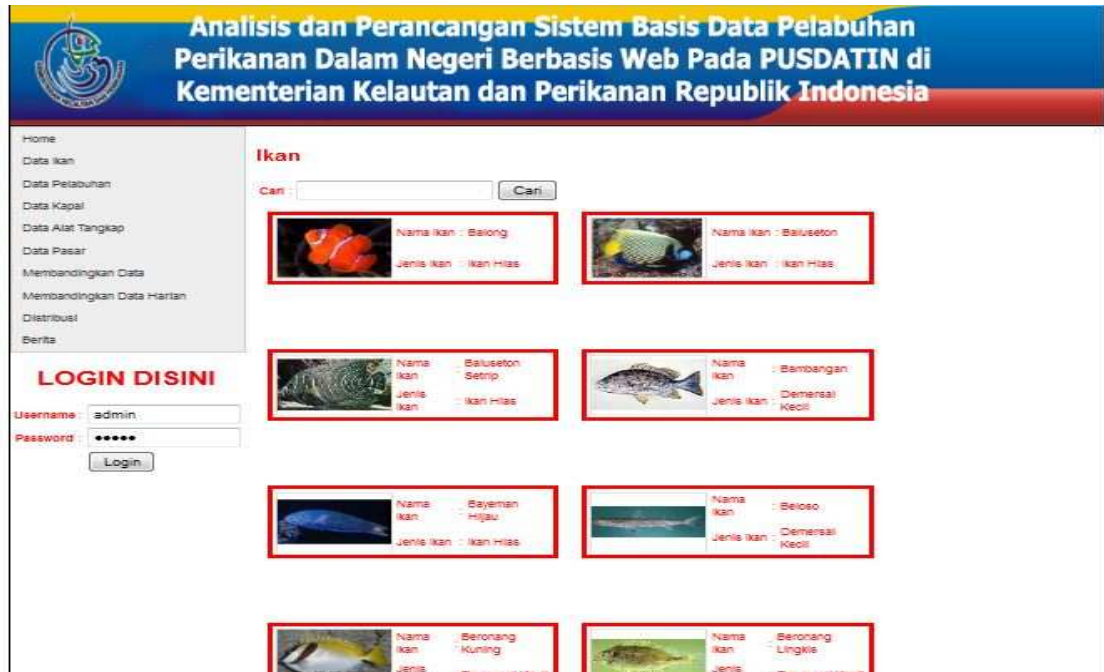 Analisis dan Perancangan Sistem Basis Data Pelabuhan
Perikanan Dalam Negeri Berbasis Web Pada PUSDATIN di
Kementerian Kelautan dan Perikanan Republik Indonesia
Home
Data Ikan
Data Pelabuhan
Data Kapal
Data Alat Tangkap
Data Pasar
Membandingkan Data
Membandingkan Data Harian
Distribusi
Berita
LOGIN DISINI
Username : admin
Password : •••••
Login
Ikan
Cari : Cari
Nama Ikan : Balong
Jenis Ikan : Ikan Hias
Nama Ikan : Baluseton
Jenis Ikan : Ikan Hias
Nama Ikan : Baluseton Setrip
Jenis Ikan : Ikan Hias
Nama Ikan : Bambangan
Jenis Ikan : Demersal Kecil
Nama Ikan : Bayeman Hijau
Jenis Ikan : Ikan Hias
Nama Ikan : Beloso
Jenis Ikan : Demersal Kecil
Nama Ikan : Beronang Kuning
Jenis
Nama Ikan : Beronang Lingkis
Jenis